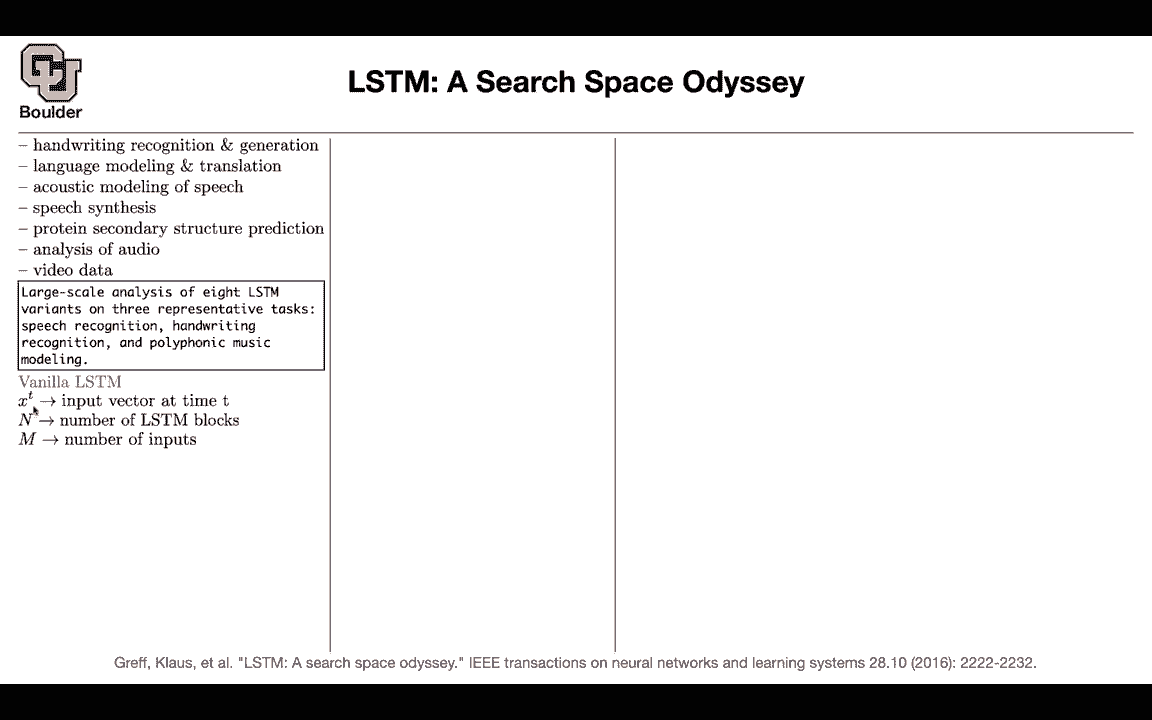 Boulder
LSTM: A Search Space Odyssey
– handwriting recognition & generation
– language modeling & translation
– acoustic modeling of speech
– speech synthesis
– protein secondary structure prediction
– analysis of audio
– video data
Large-scale analysis of eight LSTM
variants on three representative tasks:
speech recognition, handwriting
recognition, and polyphonic music
modeling.
Vanilla LSTM
x^t → input vector at time t
N → number of LSTM blocks
M → number of inputs
Greff, Klaus, et al. "LSTM: A search space odyssey." IEEE transactions on neural networks and learning systems 28.10 (2016): 2222-2232.